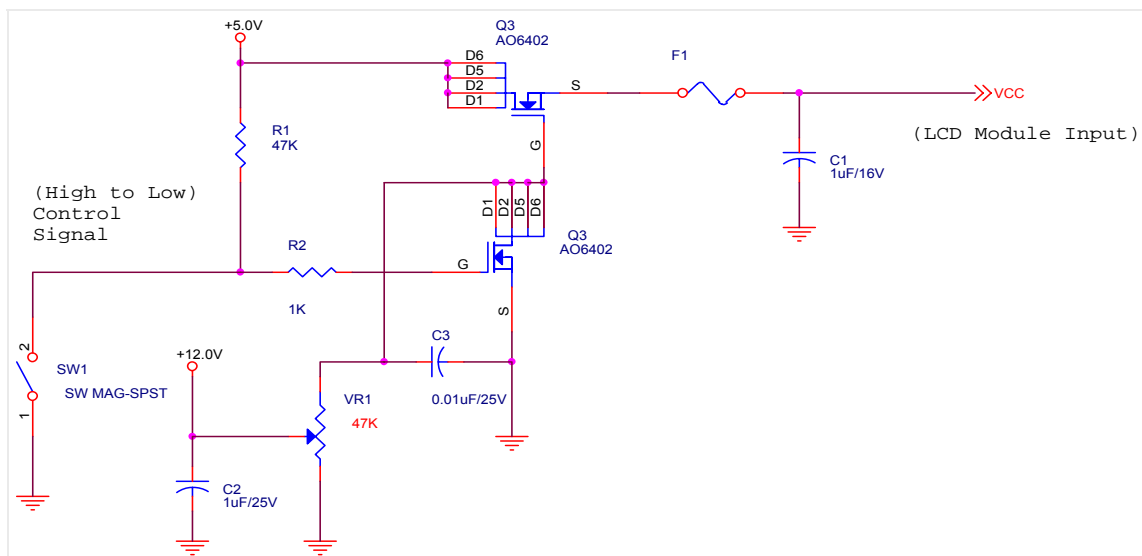 +5.0V
Q3
AO6402
D6
D5
D2
D1
S
G
F1
VCC
(LCD Module Input)
R1
47K
C1
1uF/16V
(High to Low)
Control
Signal
D1
D2
D5
D6
Q3
AO6402
R2
1K
G
S
C3
0.01uF/25V
+12.0V
2
SW1
SW MAG-SPST
1
VR1
47K
C2
1uF/25V